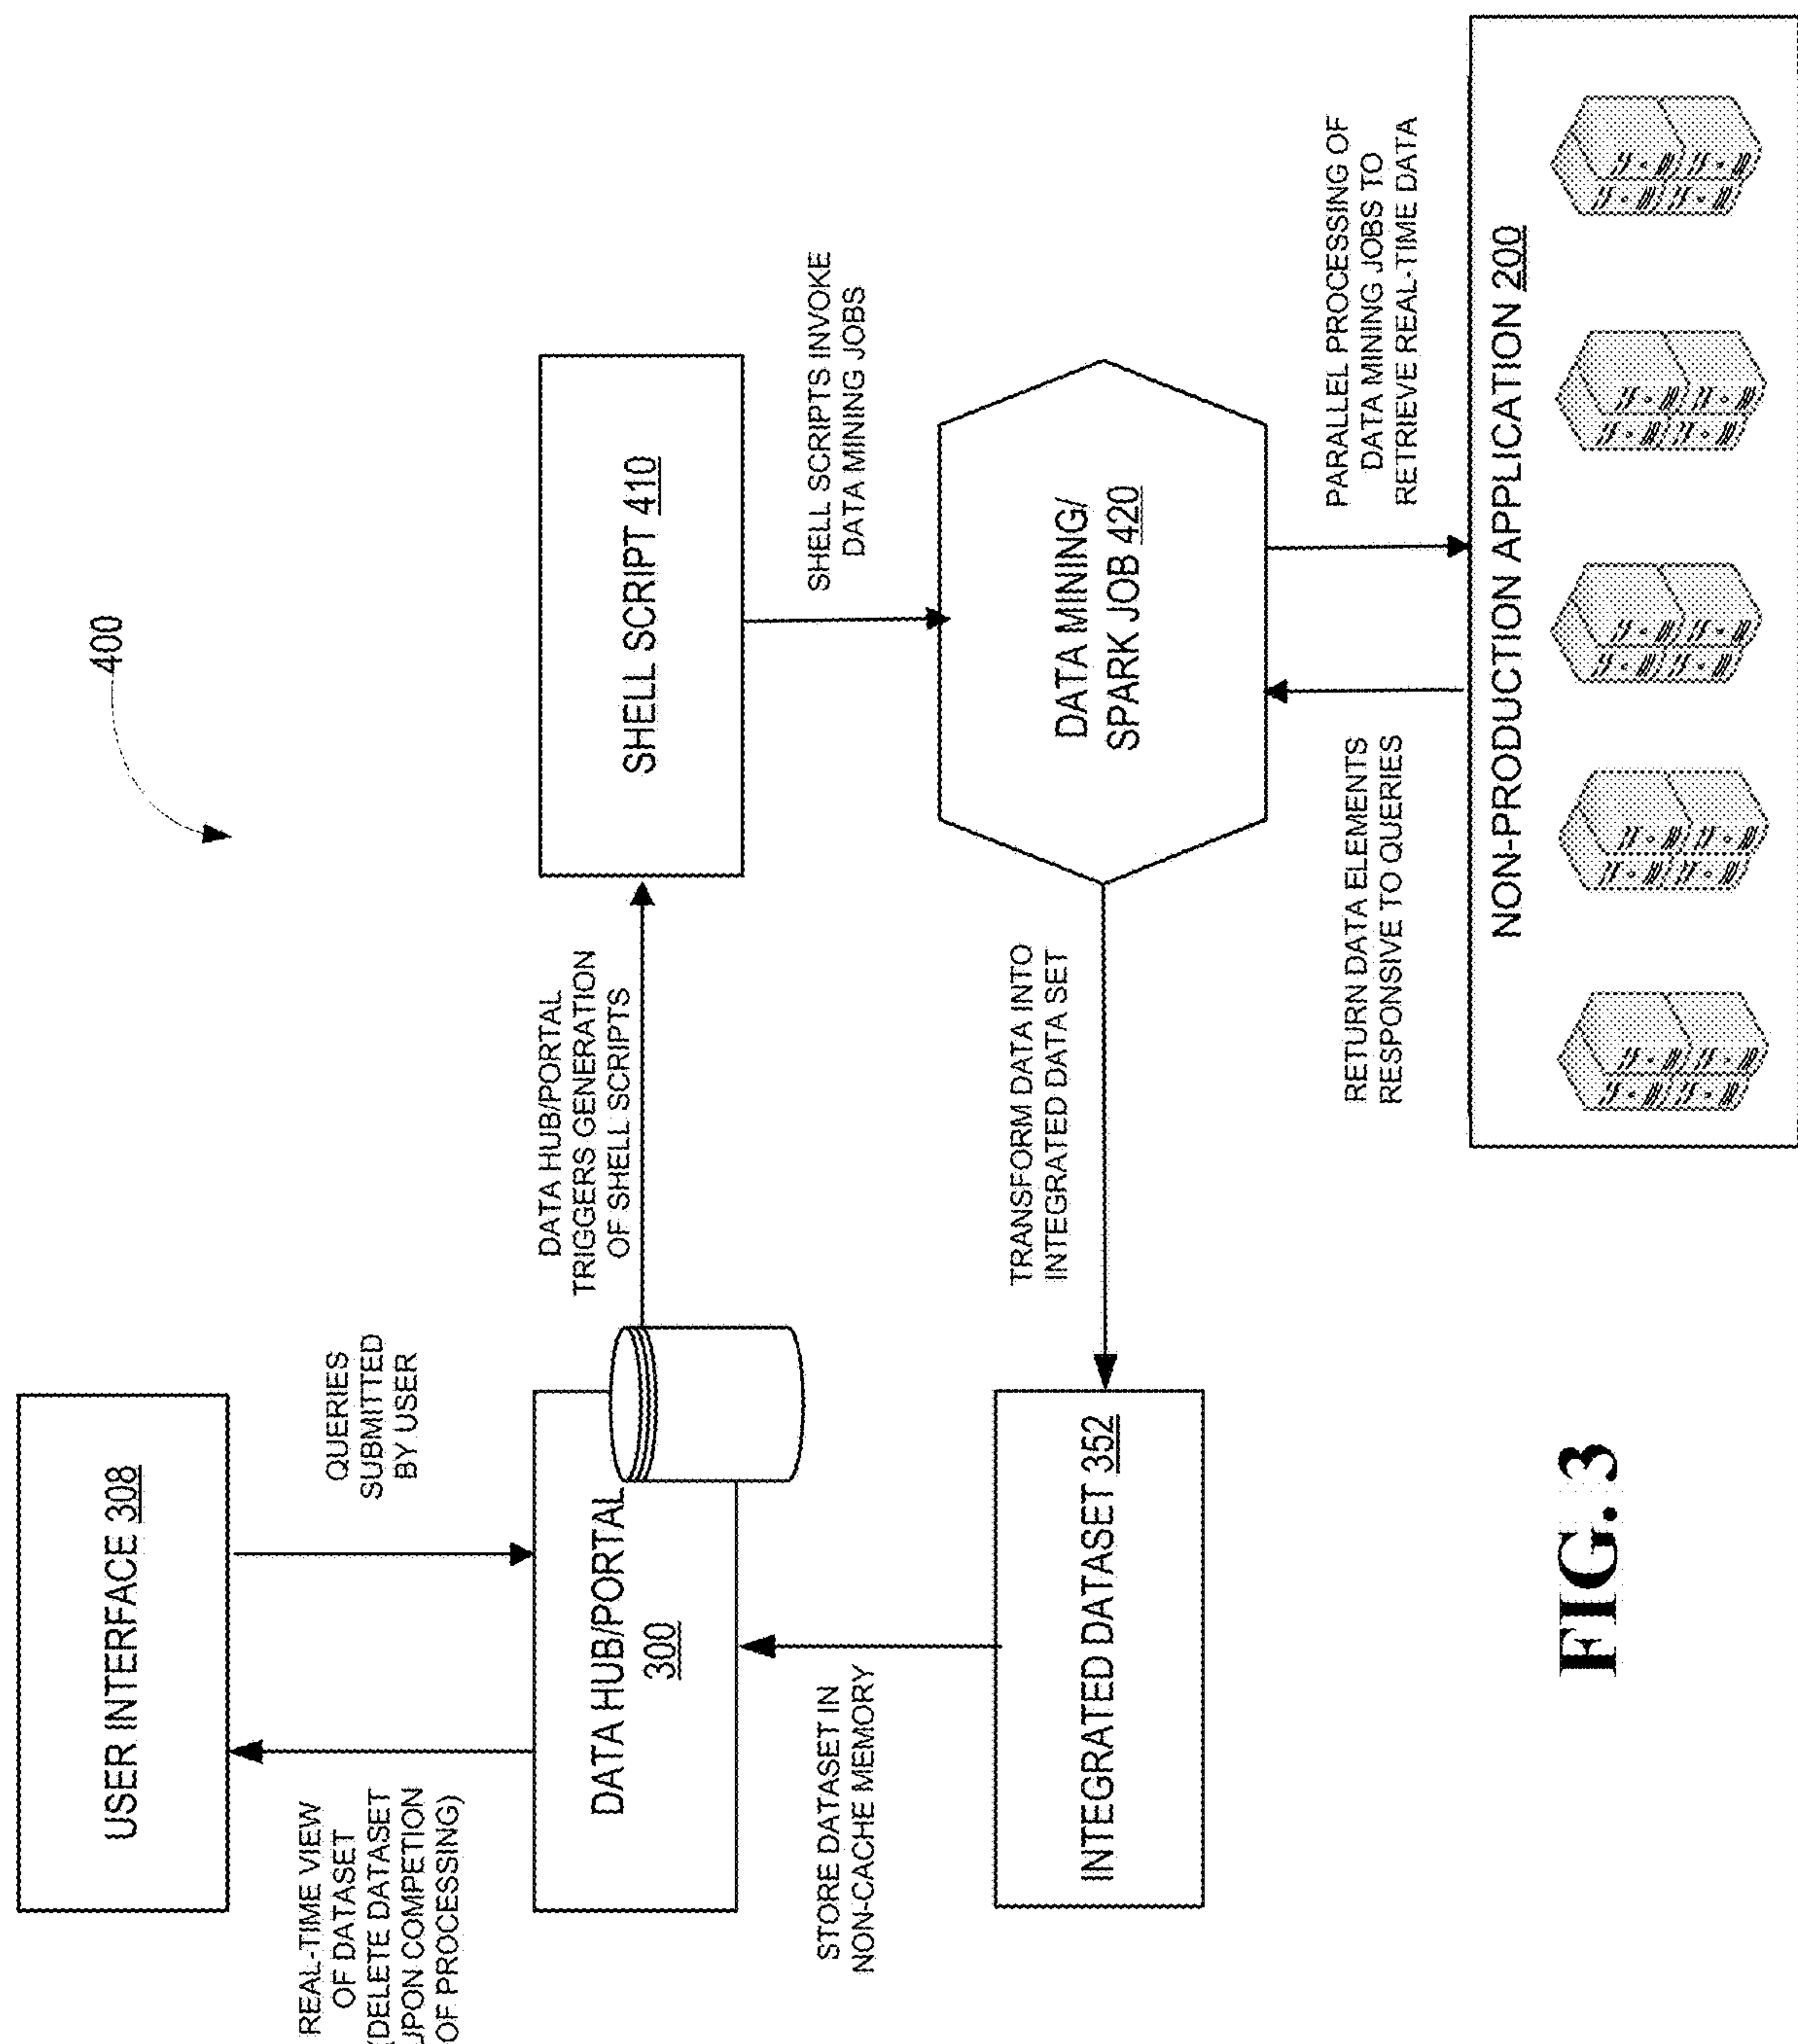 400
USER INTERFACE 308
REAL-TIME VIEW
OF DATASET
(DELETE DATASET
UPON COMPETION
OF PROCESSING)
QUERIES
SUBMITTED
BY USER
DATA HUB/PORTAL
300
DATA HUB/PORTAL
TRIGGERS GENERATION
OF SHELL SCRIPTS
SHELL SCRIPT 410
STORE DATASET IN
NON-CACHE MEMORY
SHELL SCRIPTS INVOKE
DATA MINING JOBS
INTEGRATED DATASET 352
TRANSFORM DATA INTO
INTEGRATED DATA SET
DATA MINING/
SPARK JOB 420
RETURN DATA ELEMENTS
RESPONSIVE TO QUERIES
PARALLEL PROCESSING OF
DATA MINING JOBS TO
RETRIEVE REAL-TIME DATA
NON-PRODUCTION APPLICATION 200
FIG. 3